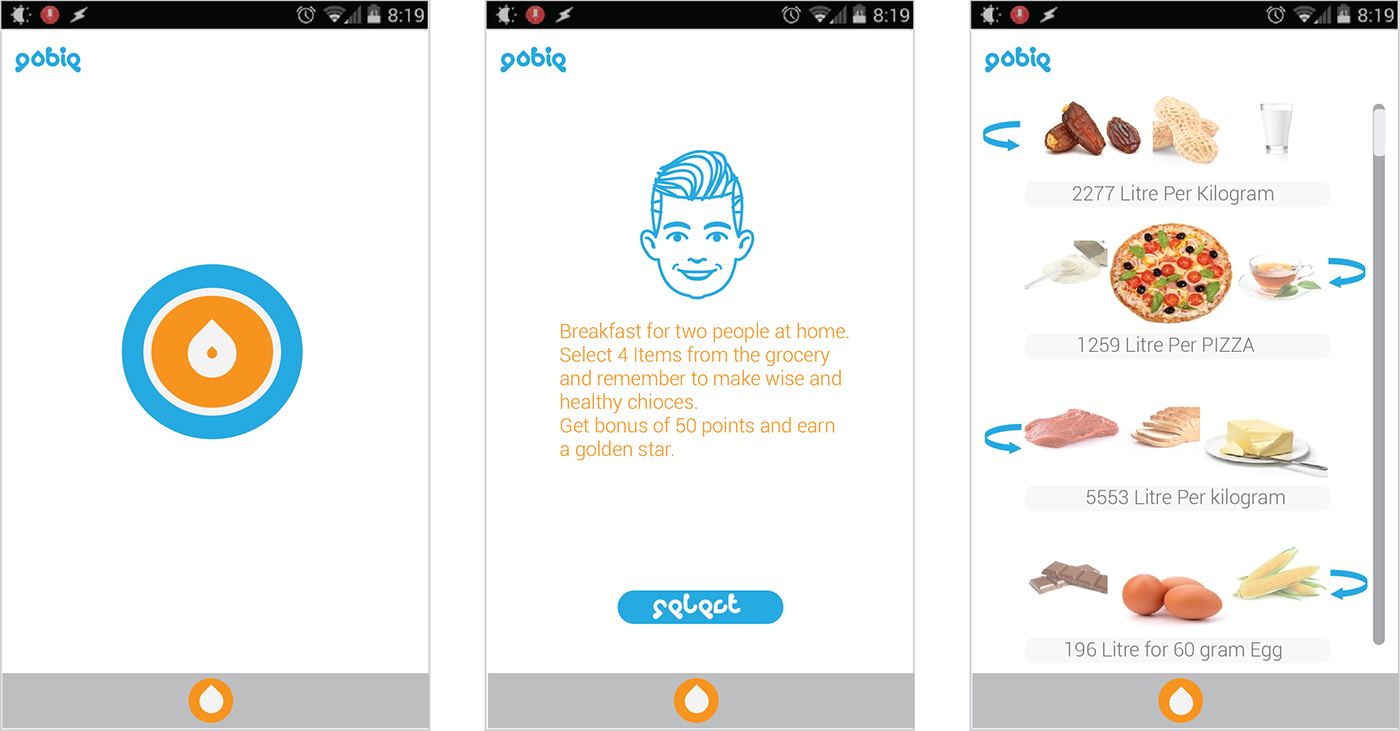 8:19
gobiq
8:19
gobiq
Breakfast for two people at home.
Select 4 Items from the grocery
and remember to make wise and
healthy chioces.
Get bonus of 50 points and earn
a golden star.
select
8:19
gobiq
2277 Litre Per Kilogram
1259 Litre Per PIZZA
5553 Litre Per kilogram
196 Litre for 60 gram Egg